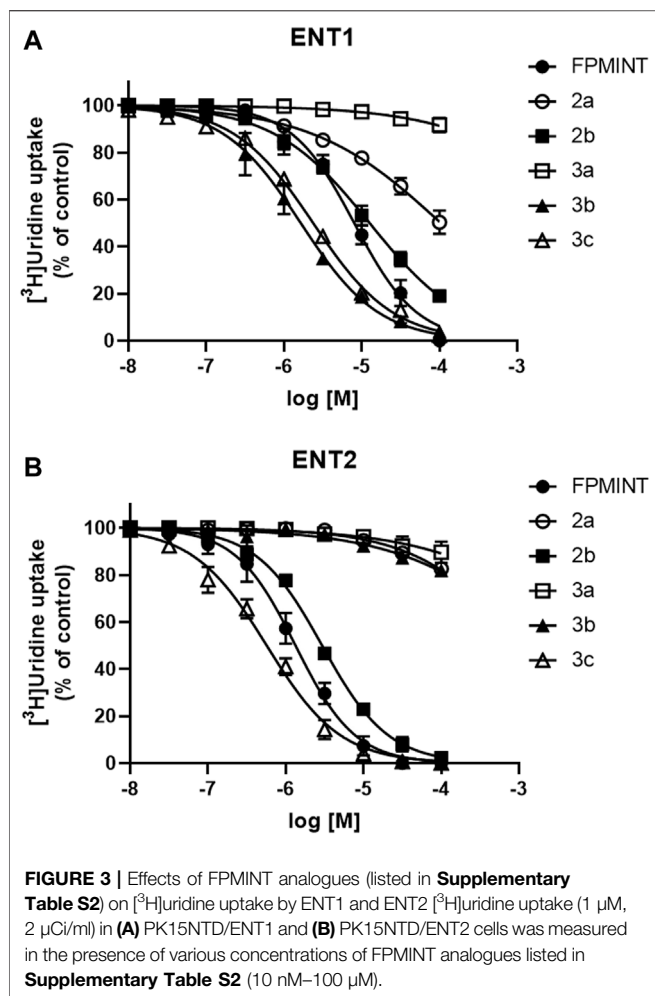 A
ENT1
[³H]Uridine uptake
(% of control)
100
80
60
40
20
0
-8
-7
-6
-5
-4
-3
log [M]
FPMINT
2a
2b
3a
3b
3c
B
ENT2
[³H]Uridine uptake
(% of control)
100
80
60
40
20
0
-8
-7
-6
-5
-4
-3
log [M]
FPMINT
2a
2b
3a
3b
3c
FIGURE 3 | Effects of FPMINT analogues (listed in Supplementary
Table S2) on [³H]uridine uptake by ENT1 and ENT2 [³H]uridine uptake (1 μM,
2 μCi/ml) in (A) PK15NTD/ENT1 and (B) PK15NTD/ENT2 cells was measured
in the presence of various concentrations of FPMINT analogues listed in
Supplementary Table S2 (10 nM–100 μM).